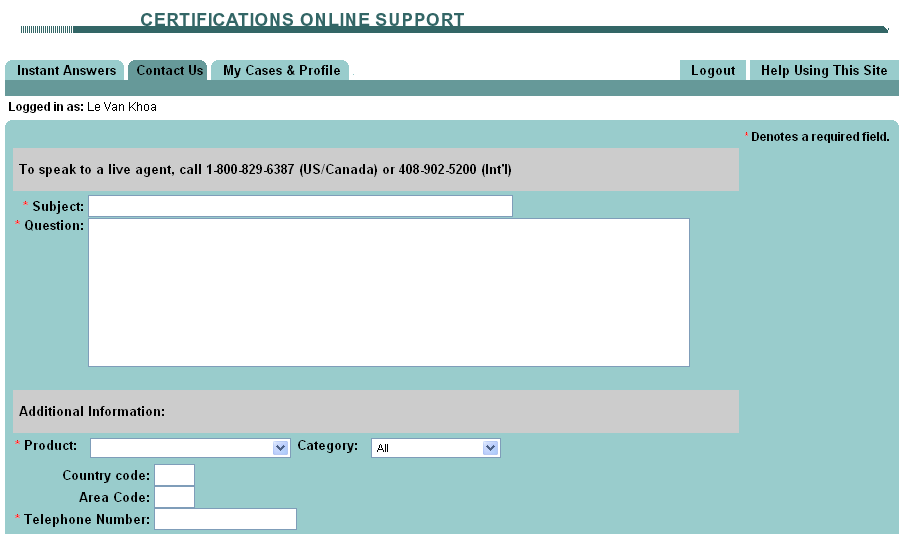 CERTIFICATIONS ONLINE SUPPORT
Instant Answers Contact Us My Cases & Profile Logout Help Using This Site
Logged in as: Le Van Khoa
* Denotes a required field.
To speak to a live agent, call 1-800-829-6387 (US/Canada) or 408-902-5200 (Int'l)
* Subject:
* Question:
Additional Information:
* Product: Category: All
Country code:
Area Code:
* Telephone Number: